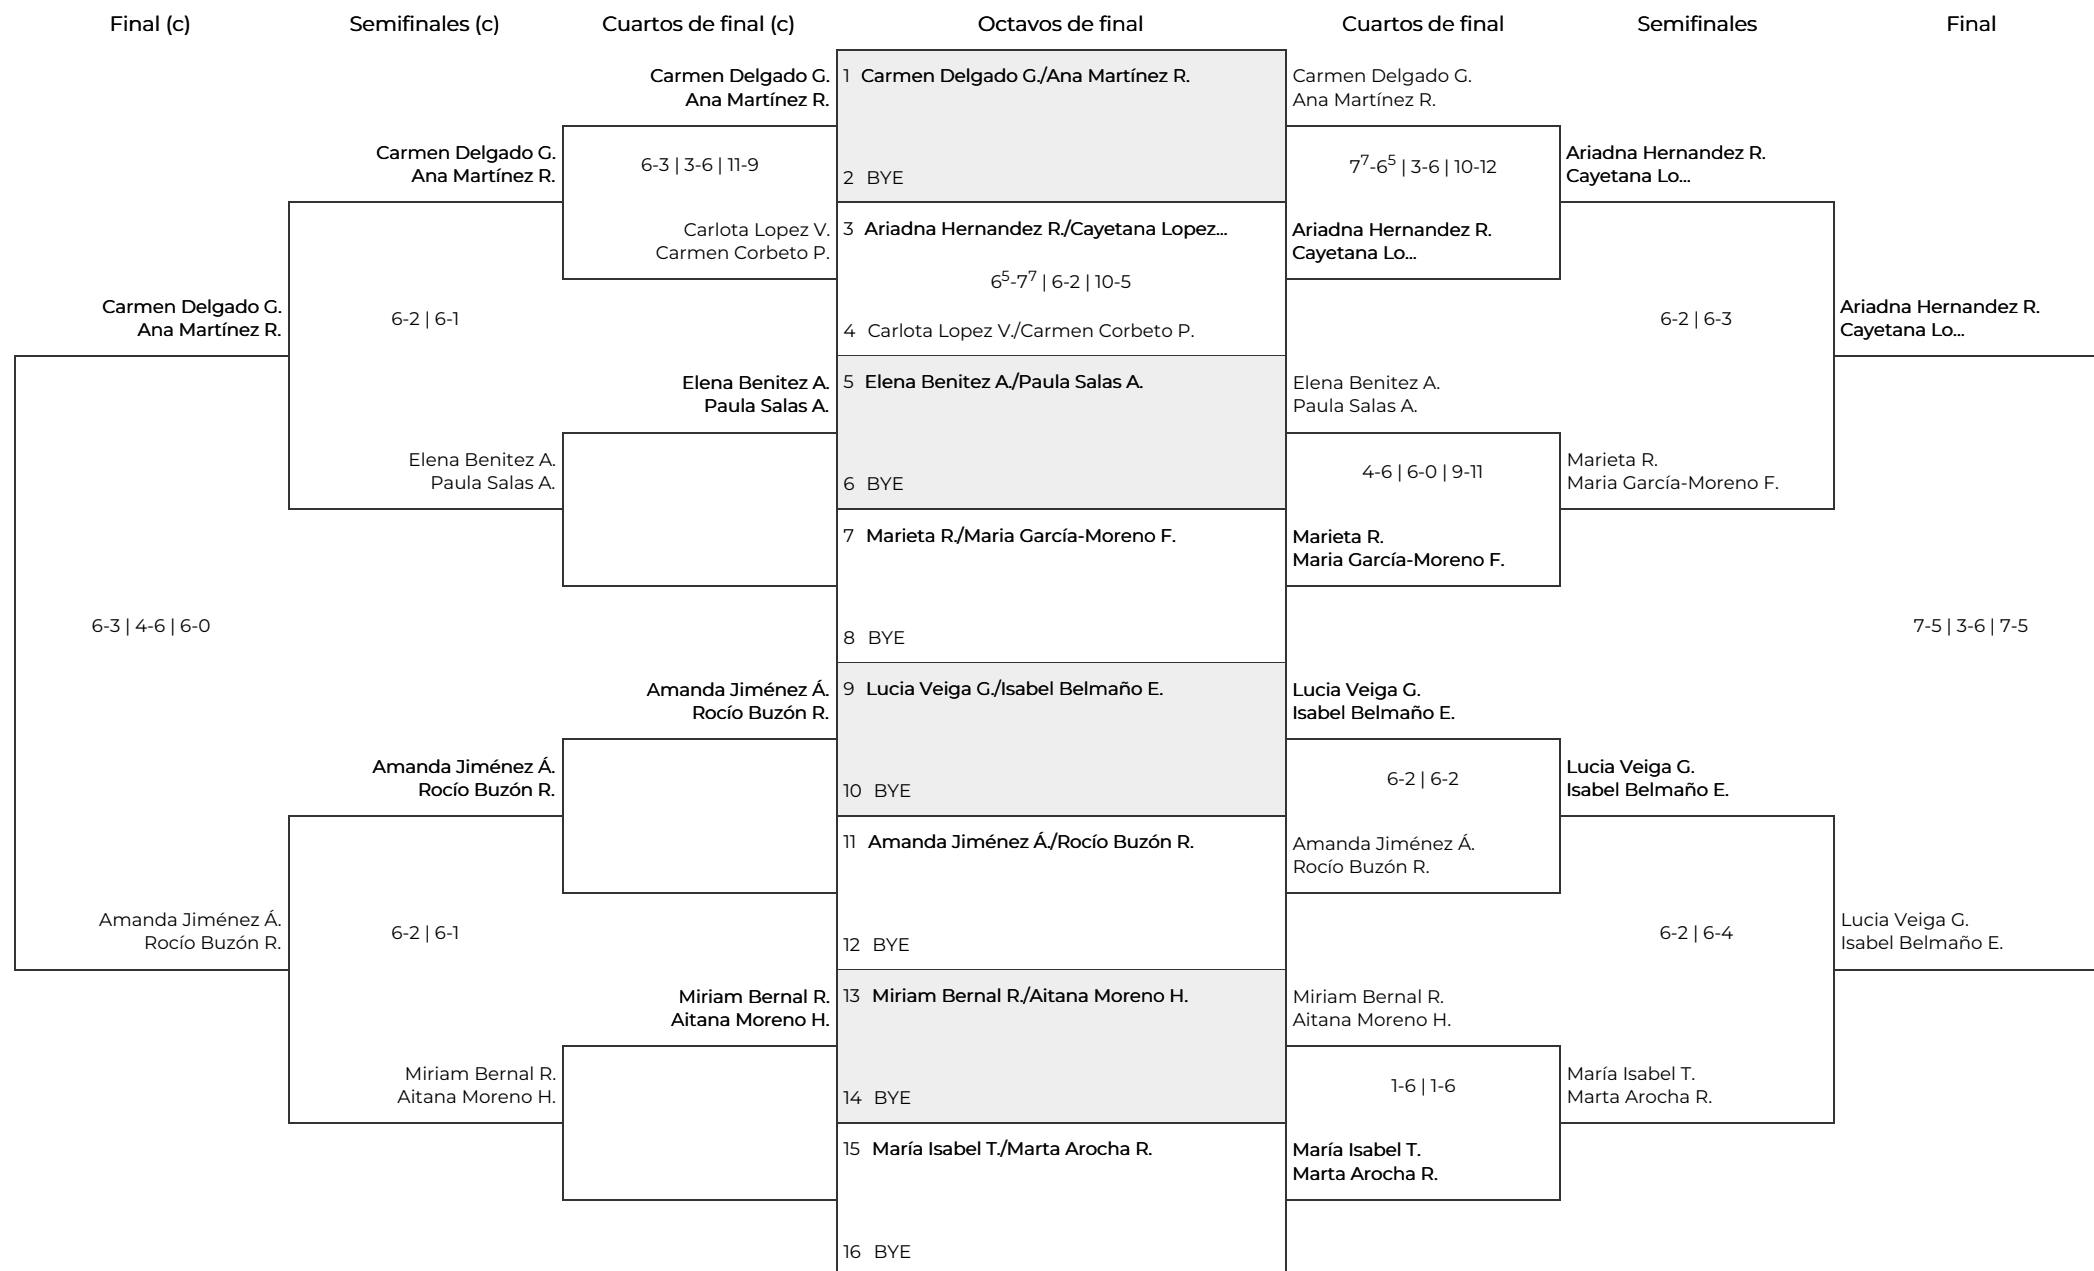 Final (c)
Semifinales (c)
Cuartos de final (c)
Octavos de final
Cuartos de final
Semifinales
Final
Carmen Delgado G.
Ana Martínez R.
6-3 | 4-6 | 6-0
Amanda Jiménez Á.
Rocío Buzón R.
Carmen Delgado G.
Ana Martínez R.
6-2 | 6-1
Elena Benitez A.
Paula Salas A.
Amanda Jiménez Á.
Rocío Buzón R.
6-2 | 6-1
Miriam Bernal R.
Aitana Moreno H.
Carmen Delgado G.
Ana Martínez R.
6-3 | 3-6 | 11-9
Carlota Lopez V.
Carmen Corbeto P.
Elena Benitez A.
Paula Salas A.
Amanda Jiménez Á.
Rocío Buzón R.
Miriam Bernal R.
Aitana Moreno H.
1 Carmen Delgado G./Ana Martínez R.
2 BYE
3 Ariadna Hernandez R./Cayetana Lopez...
6⁵-7⁷ | 6-2 | 10-5
4 Carlota Lopez V./Carmen Corbeto P.
5 Elena Benitez A./Paula Salas A.
6 BYE
7 Marieta R./Maria García-Moreno F.
8 BYE
9 Lucia Veiga G./Isabel Belmaño E.
10 BYE
11 Amanda Jiménez Á./Rocío Buzón R.
12 BYE
13 Miriam Bernal R./Aitana Moreno H.
14 BYE
15 María Isabel T./Marta Arocha R.
16 BYE
Carmen Delgado G.
Ana Martínez R.
7⁷-6⁵ | 3-6 | 10-12
Ariadna Hernandez R.
Cayetana Lo...
Elena Benitez A.
Paula Salas A.
4-6 | 6-0 | 9-11
Marieta R.
Maria García-Moreno F.
Lucia Veiga G.
Isabel Belmaño E.
6-2 | 6-2
Amanda Jiménez Á.
Rocío Buzón R.
Miriam Bernal R.
Aitana Moreno H.
1-6 | 1-6
María Isabel T.
Marta Arocha R.
Ariadna Hernandez R.
Cayetana Lo...
6-2 | 6-3
Marieta R.
Maria García-Moreno F.
Lucia Veiga G.
Isabel Belmaño E.
6-2 | 6-4
María Isabel T.
Marta Arocha R.
Ariadna Hernandez R.
Cayetana Lo...
7-5 | 3-6 | 7-5
Lucia Veiga G.
Isabel Belmaño E.